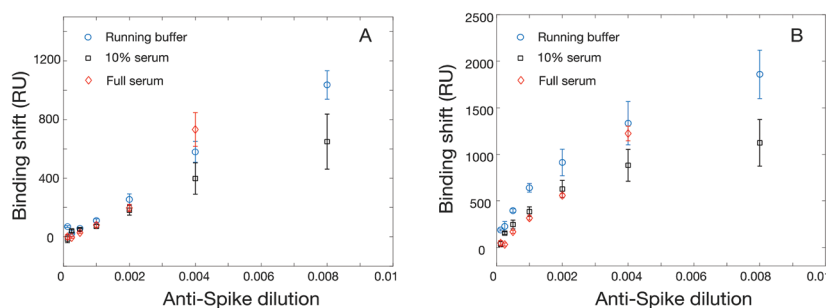 A
Running buffer
10% serum
Full serum
Binding shift (RU)
1200
800
400
0
0 0.002 0.004 0.006 0.008 0.01
Anti-Spike dilution
B
Running buffer
10% serum
Full serum
Binding shift (RU)
2500
2000
1500
1000
500
0
0 0.002 0.004 0.006 0.008 0.01
Anti-Spike dilution